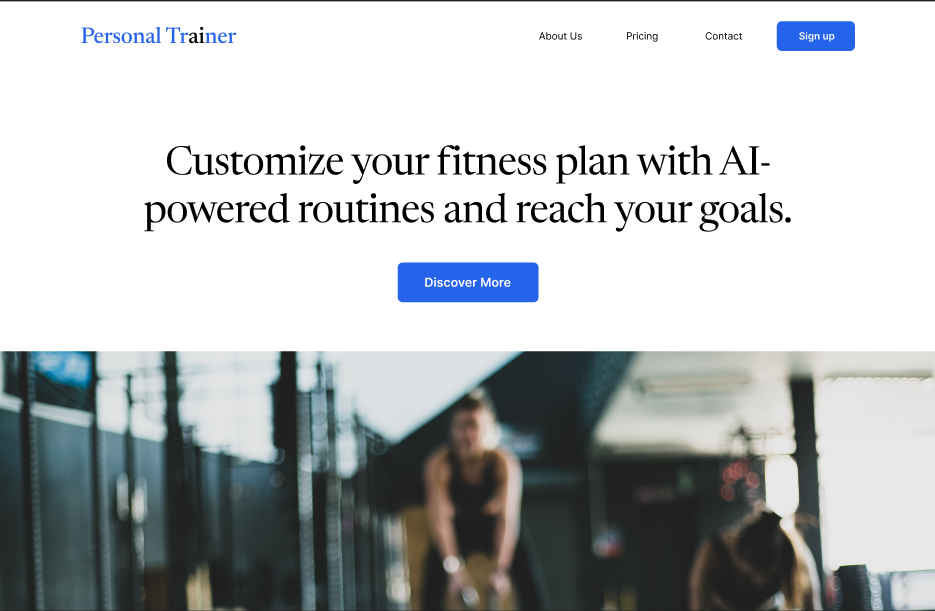 Personal Trainer
About Us
Pricing
Contact
Sign up
Customize your fitness plan with AI-
powered routines and reach your goals.
Discover More